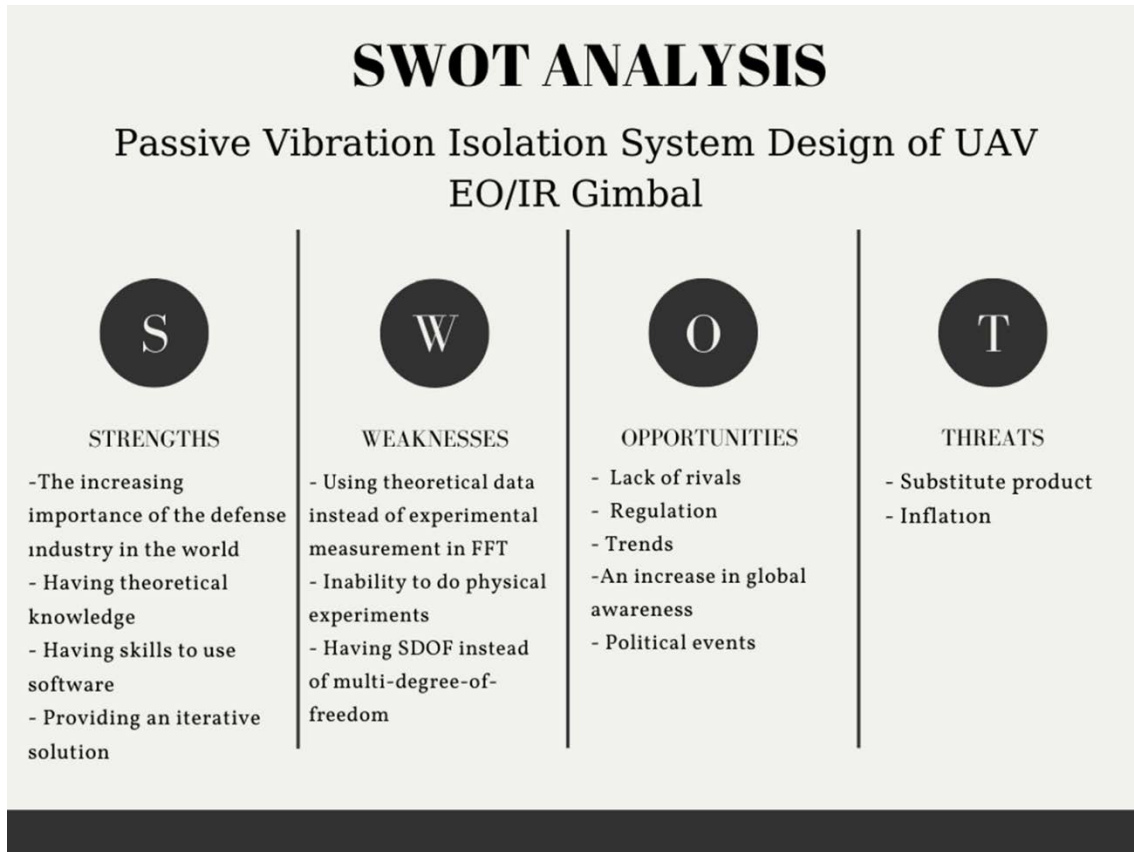 SWOT ANALYSIS
Passive Vibration Isolation System Design of UAV
EO/IR Gimbal
S
STRENGTHS
-The increasing
importance of the defense
ındustry in the world
- Having theoretical
knowledge
- Having skills to use
software
- Providing an iterative
solution
W
WEAKNESSES
- Using theoretical data
instead of experimental
measurement in FFT
- Inability to do physical
experiments
- Having SDOF instead
of multi-degree-of-
freedom
O
OPPORTUNITIES
- Lack of rivals
- Regulation
- Trends
-An increase in global
awareness
- Political events
T
THREATS
- Substitute product
- Inflatıon